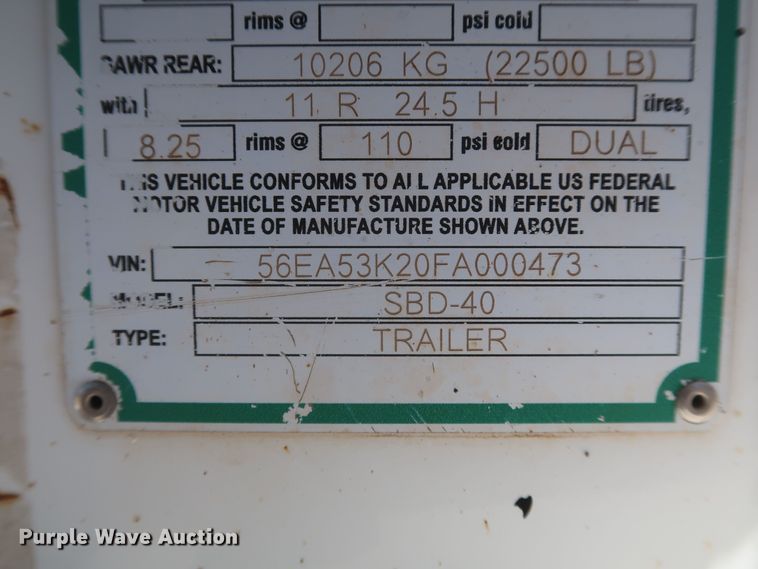 rims @ psi cold
GAWR REAR: 10206 KG (22500 LB)
with 11 R 24.5 H tires,
8.25 rims @ 110 psi cold DUAL
THIS VEHICLE CONFORMS TO ALL APPLICABLE US FEDERAL
MOTOR VEHICLE SAFETY STANDARDS IN EFFECT ON THE
DATE OF MANUFACTURE SHOWN ABOVE.
VIN: 56EA53K20FA000473
MODEL: SBD-40
TYPE: TRAILER
Purple Wave Auction